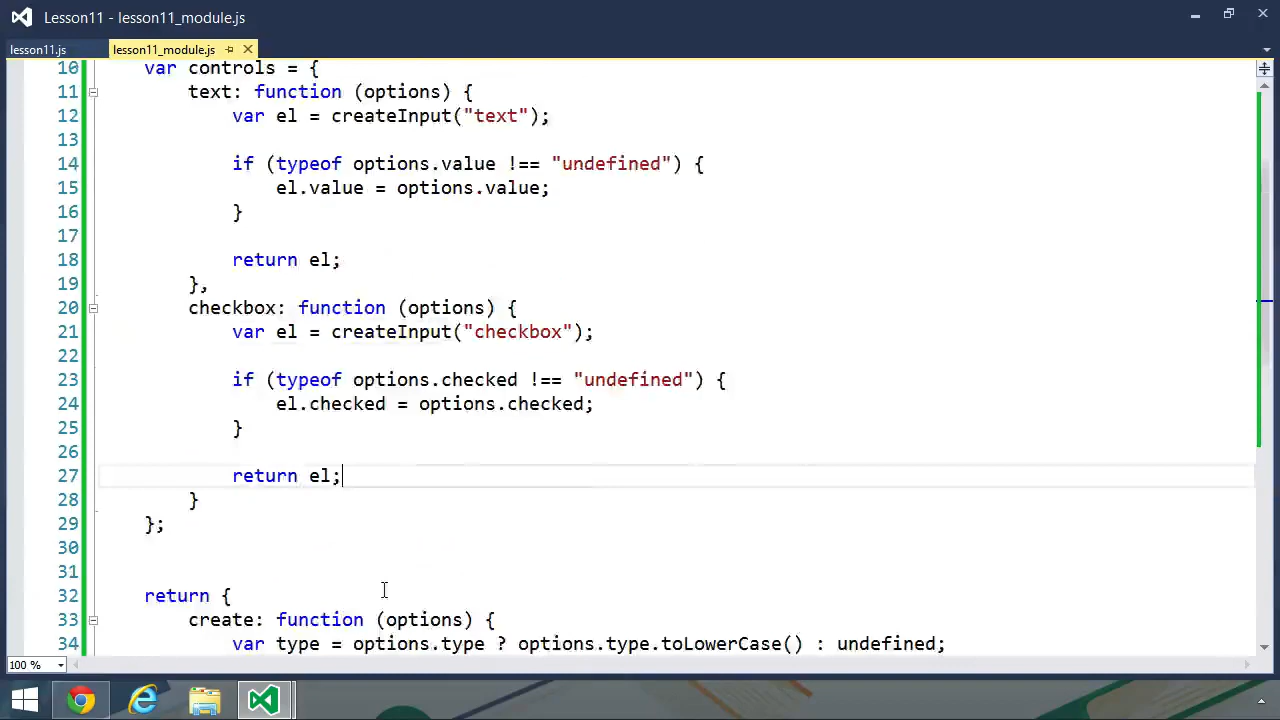 Lesson11 - lesson11_module.js
lesson11.js
lesson11_module.js
10 var controls = {
11 text: function (options) {
12 var el = createInput("text");
13
14 if (typeof options.value !== "undefined") {
15 el.value = options.value;
16 }
17
18 return el;
19 },
20 checkbox: function (options) {
21 var el = createInput("checkbox");
22
23 if (typeof options.checked !== "undefined") {
24 el.checked = options.checked;
25 }
26
27 return el;
28 }
29 };
30
31
32 return {
33 create: function (options) {
34 var type = options.type ? options.type.toLowerCase() : undefined;
100 %